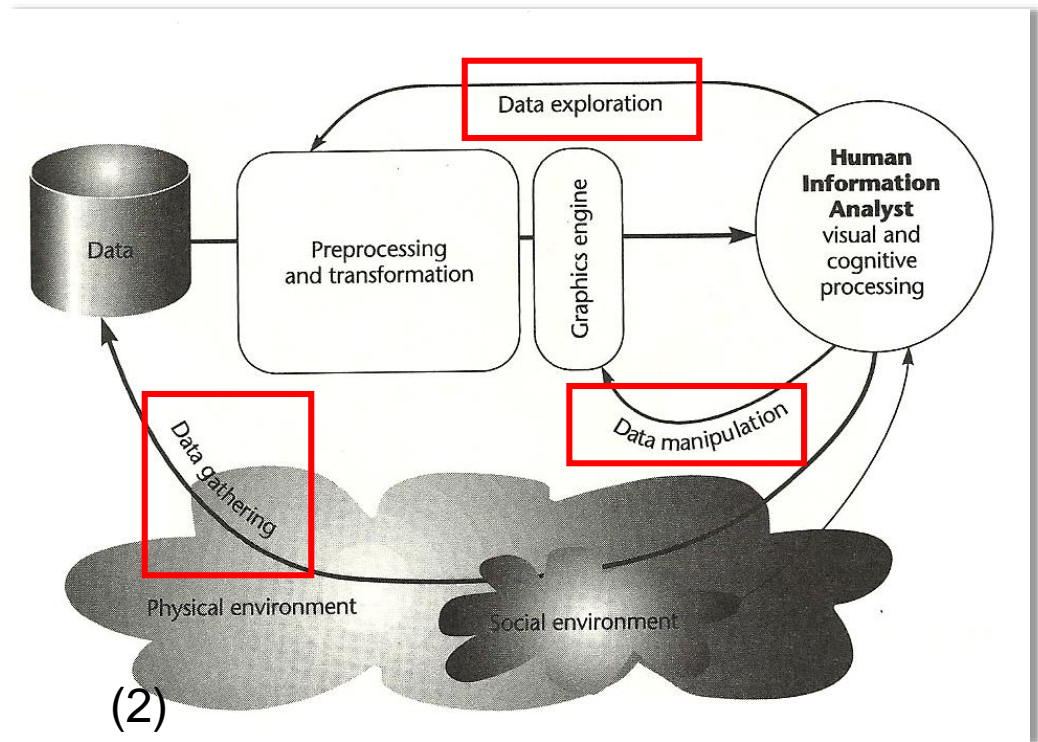 Data exploration
Human
Information
Analyst
visual and
cognitive
processing
Data
Preprocessing
and transformation
Graphics engine
Data manipulation
Data gathering
Physical environment
Social environment
(2)